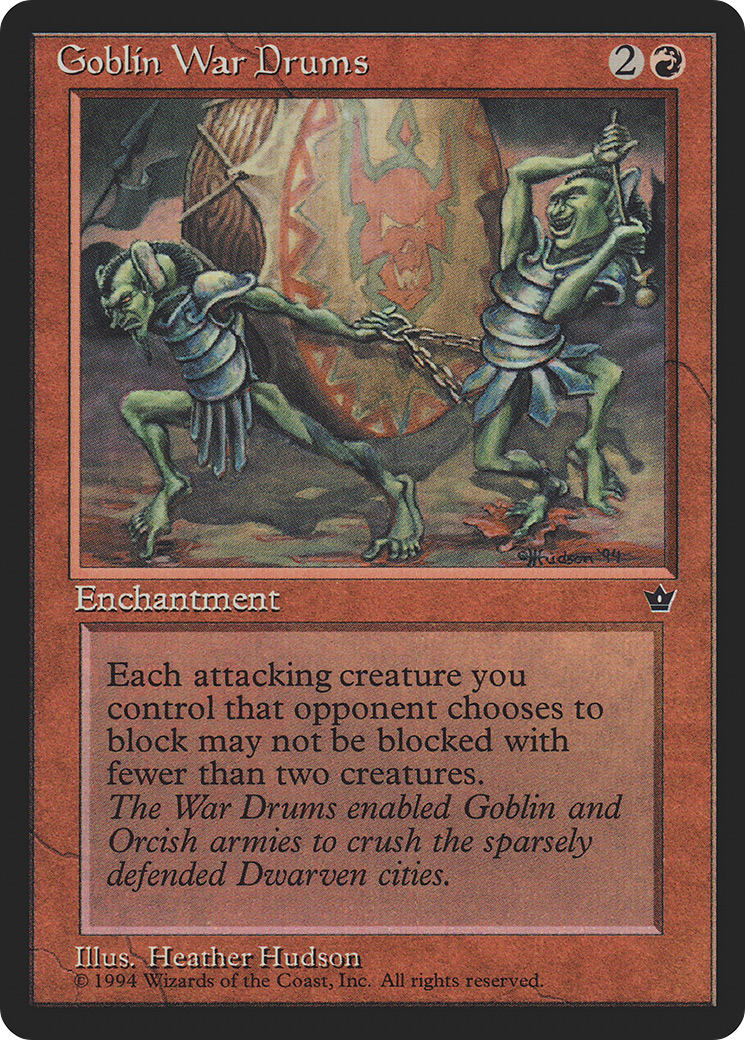 Goblin War Drums
2
Hudson '94
Enchantment
Each attacking creature you
control that opponent chooses to
block may not be blocked with
fewer than two creatures.
The War Drums enabled Goblin and
Orcish armies to crush the sparsely
defended Dwarven cities.
Illus. Heather Hudson
© 1994 Wizards of the Coast, Inc. All rights reserved.